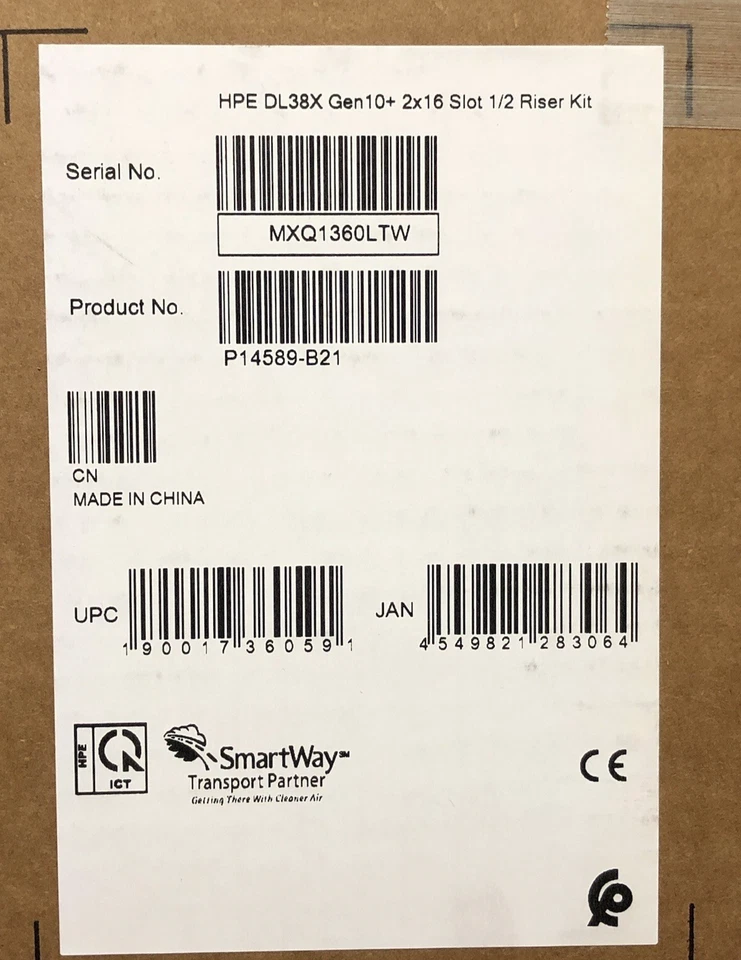 HPE DL38X Gen10+ 2x16 Slot 1/2 Riser Kit
Serial No.
MXQ1360LTW
Product No.
P14589-B21
CN
MADE IN CHINA
UPC
1 90017 36059 1
JAN
4 549821 283064
HPE
ICT
SmartWay℠
Transport Partner
Getting There With Cleaner Air
CE